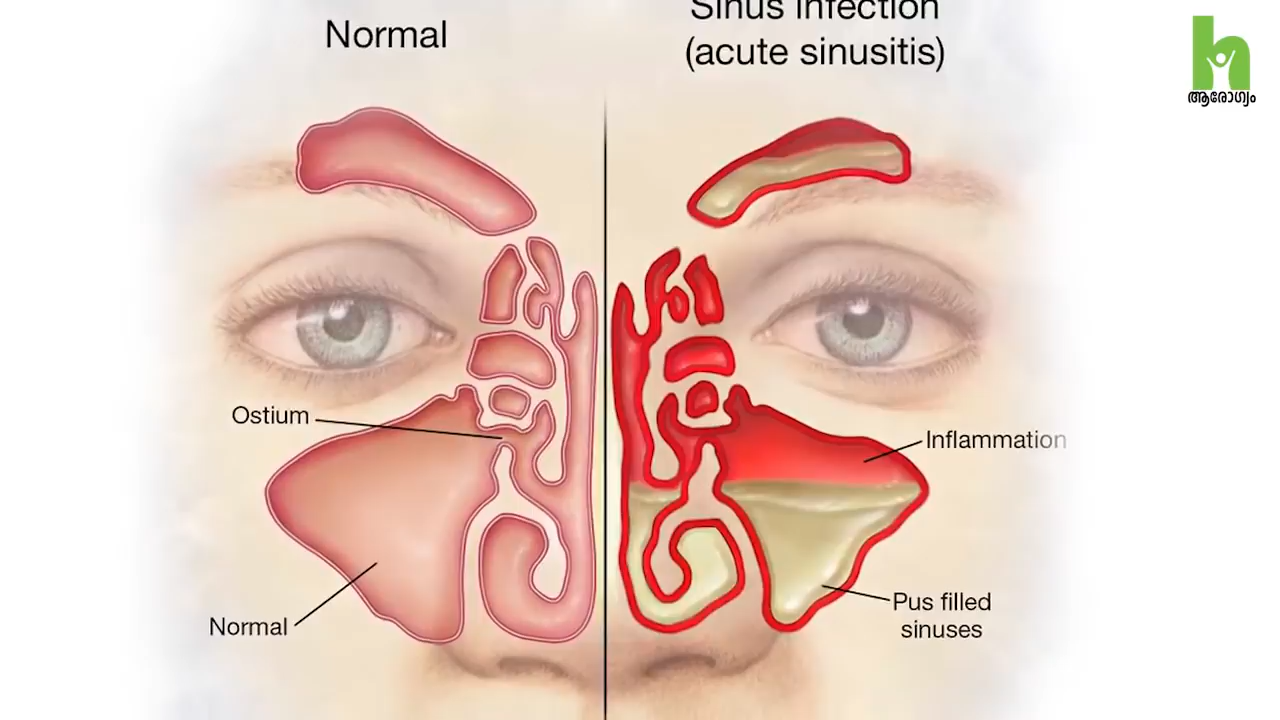 Normal
Sinus infection
(acute sinusitis)
ആരോഗ്യം
Ostium
Inflammation
Normal
Pus filled
sinuses